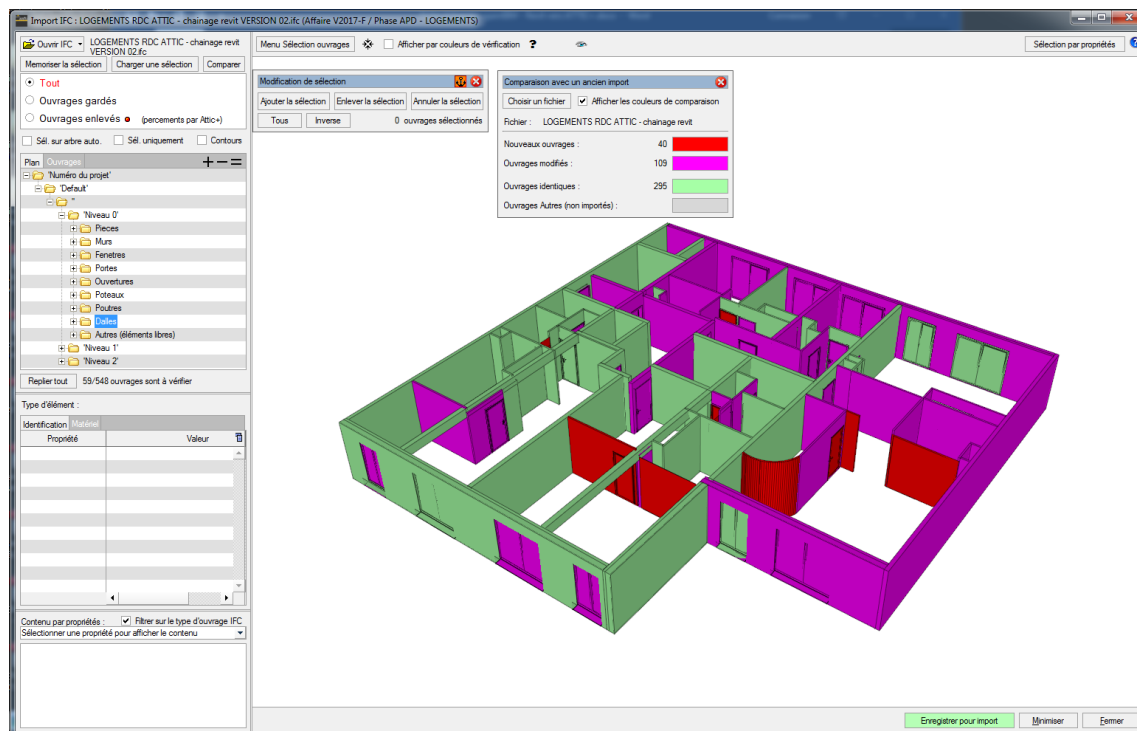 Import IFC : LOGEMENTS RDC ATTIC - chainage revit VERSION 02.ifc (Affaire V2017-F / Phase APD - LOGEMENTS)
Ouvrir IFC
LOGEMENTS RDC ATTIC - chainage revit VERSION 02.ifc
Memoriser la sélection Charger une sélection Comparer
Tout
Ouvrages gardés
Ouvrages enlevés (percements par Attic+)
Sél. sur arbre auto. Sél. uniquement Contours
Plan Ouvrages + − =
'Numéro du projet'
'Default'
''
'Niveau 0'
Pieces
Murs
Fenetres
Portes
Ouvertures
Poteaux
Poutres
Dalles
Autres (éléments libres)
'Niveau 1'
'Niveau 2'
Replier tout 59/548 ouvrages sont à vérifier
Type d'élément :
Identification Matériel
Propriété Valeur
Contenu par propriétés : Filtrer sur le type d'ouvrage IFC
Sélectionner une propriété pour afficher le contenu
Menu Sélection ouvrages Afficher par couleurs de vérification ?
Sélection par propriétés ?
Modification de sélection
Ajouter la sélection Enlever la sélection Annuler la sélection
Tous Inverse 0 ouvrages sélectionnés
Comparaison avec un ancien import
Choisir un fichier Afficher les couleurs de comparaison
Fichier : LOGEMENTS RDC ATTIC - chainage revit
Nouveaux ouvrages : 40
Ouvrages modifiés : 109
Ouvrages identiques : 295
Ouvrages Autres (non importés) :
Enregistrer pour import Minimiser Fermer